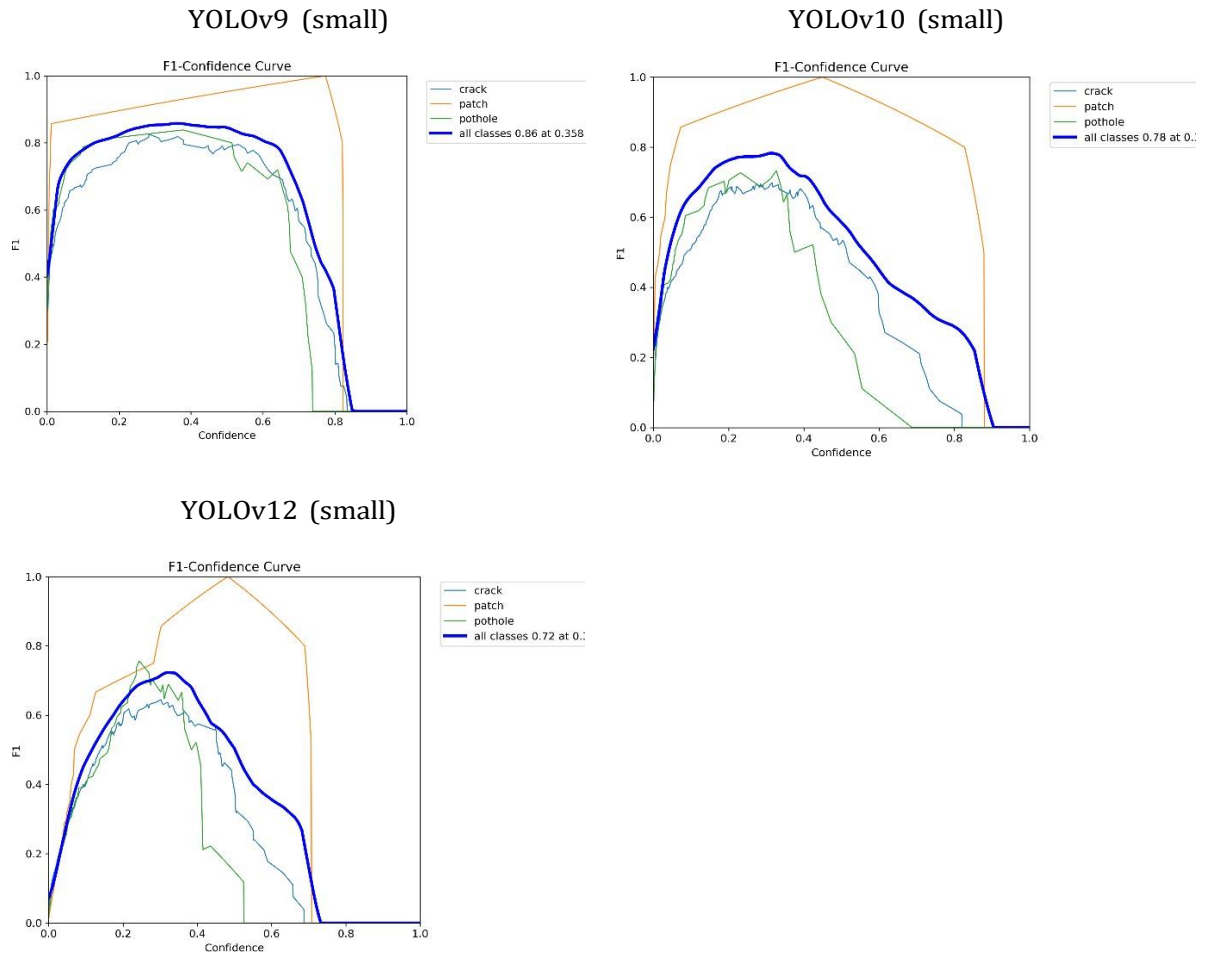 YOLOv9 (small)
YOLOv10 (small)
F1-Confidence Curve
1.0
0.8
0.6
0.4
0.2
0.0
F1
0.0 0.2 0.4 0.6 0.8 1.0
Confidence
crack
patch
pothole
all classes 0.86 at 0.358
F1-Confidence Curve
1.0
0.8
0.6
0.4
0.2
0.0
F1
0.0 0.2 0.4 0.6 0.8 1.0
Confidence
crack
patch
pothole
all classes 0.78 at
YOLOv12 (small)
F1-Confidence Curve
1.0
0.8
0.6
0.4
0.2
0.0
F1
0.0 0.2 0.4 0.6 0.8 1.0
Confidence
crack
patch
pothole
all classes 0.72 at